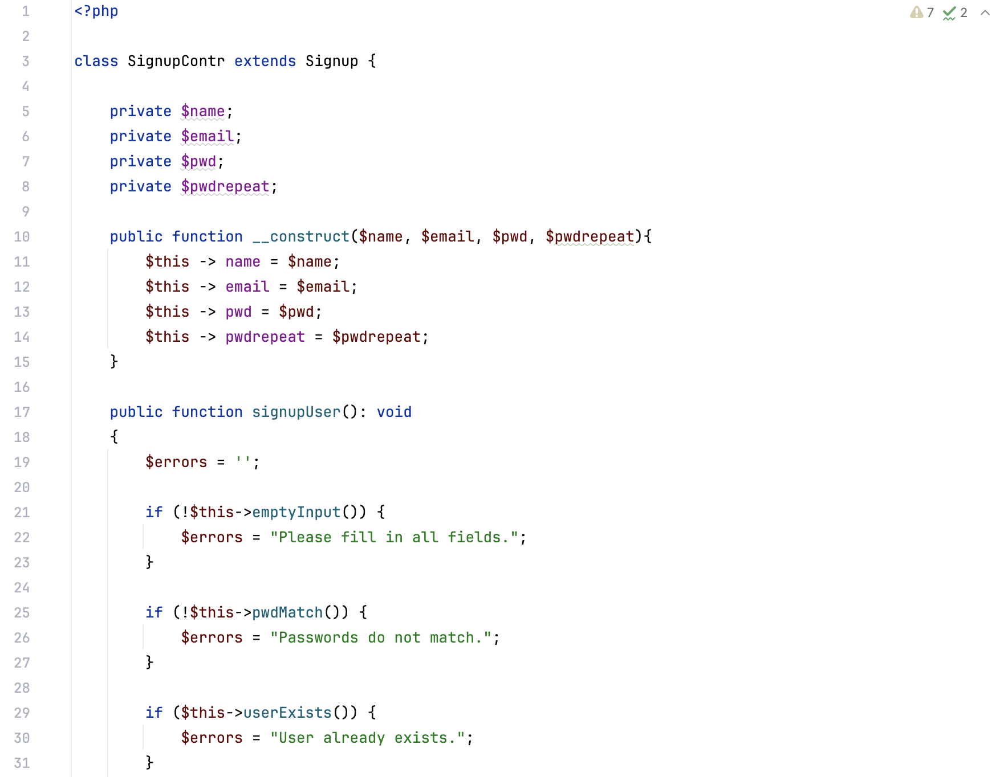 1 <?php
2
3 class SignupContr extends Signup {
4
5     private $name;
6     private $email;
7     private $pwd;
8     private $pwdrepeat;
9
10     public function __construct($name, $email, $pwd, $pwdrepeat){
11         $this -> name = $name;
12         $this -> email = $email;
13         $this -> pwd = $pwd;
14         $this -> pwdrepeat = $pwdrepeat;
15     }
16
17     public function signupUser(): void
18     {
19         $errors = '';
20
21         if (!$this->emptyInput()) {
22             $errors = "Please fill in all fields.";
23         }
24
25         if (!$this->pwdMatch()) {
26             $errors = "Passwords do not match.";
27         }
28
29         if ($this->userExists()) {
30             $errors = "User already exists.";
31         }
7 2